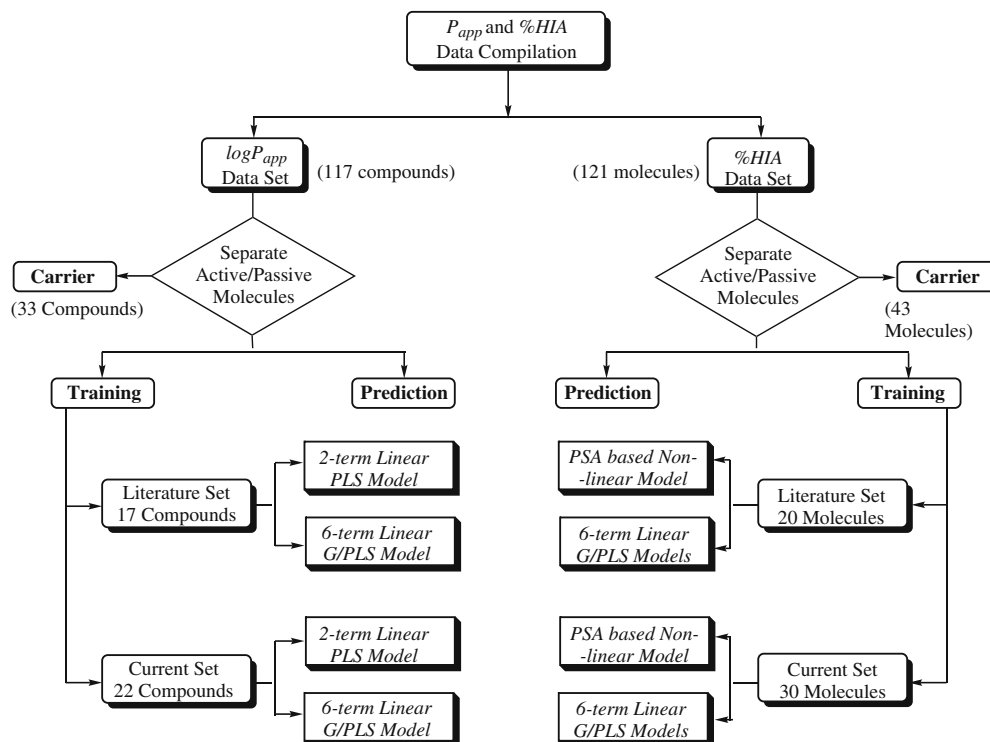 Papp and %HIA
Data Compilation
logPapp
Data Set
(117 compounds)
(121 molecules)
%HIA
Data Set
Separate
Active/Passive
Molecules
Carrier
(33 Compounds)
Separate
Active/Passive
Molecules
Carrier
(43
Molecules)
Training
Prediction
Prediction
Training
Literature Set
17 Compounds
2-term Linear
PLS Model
6-term Linear
G/PLS Model
PSA based Non-
-linear Model
6-term Linear
G/PLS Models
Literature Set
20 Molecules
Current Set
22 Compounds
2-term Linear
PLS Model
6-term Linear
G/PLS Model
PSA based Non-
-linear Model
6-term Linear
G/PLS Models
Current Set
30 Molecules